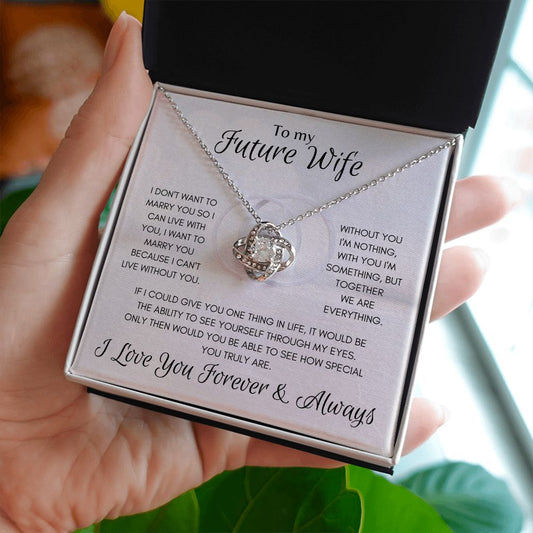 To my
Future Wife
I DON'T WANT TO
MARRY YOU SO I
CAN LIVE WITH
YOU, I WANT TO
MARRY YOU
BECAUSE I CAN'T
LIVE WITHOUT YOU.
WITHOUT YOU
I'M NOTHING,
WITH YOU I'M
SOMETHING, BUT
TOGETHER
WE ARE
EVERYTHING.
IF I COULD GIVE YOU ONE THING IN LIFE, IT WOULD BE
THE ABILITY TO SEE YOURSELF THROUGH MY EYES.
ONLY THEN WOULD YOU BE ABLE TO SEE HOW SPECIAL
YOU TRULY ARE.
I Love You Forever & Always